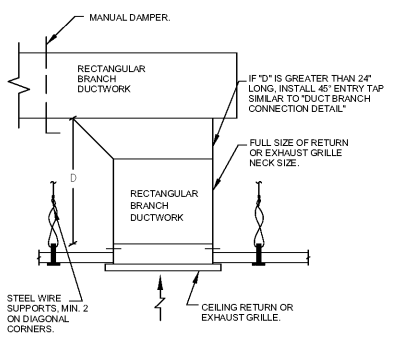 MANUAL DAMPER.
RECTANGULAR
BRANCH
DUCTWORK
IF "D" IS GREATER THAN 24"
LONG, INSTALL 45° ENTRY TAP
SIMILAR TO "DUCT BRANCH
CONNECTION DETAIL"
FULL SIZE OF RETURN
OR EXHAUST GRILLE
NECK SIZE.
D
RECTANGULAR
BRANCH
DUCTWORK
STEEL WIRE
SUPPORTS, MIN. 2
ON DIAGONAL
CORNERS.
CEILING RETURN OR
EXHAUST GRILLE.